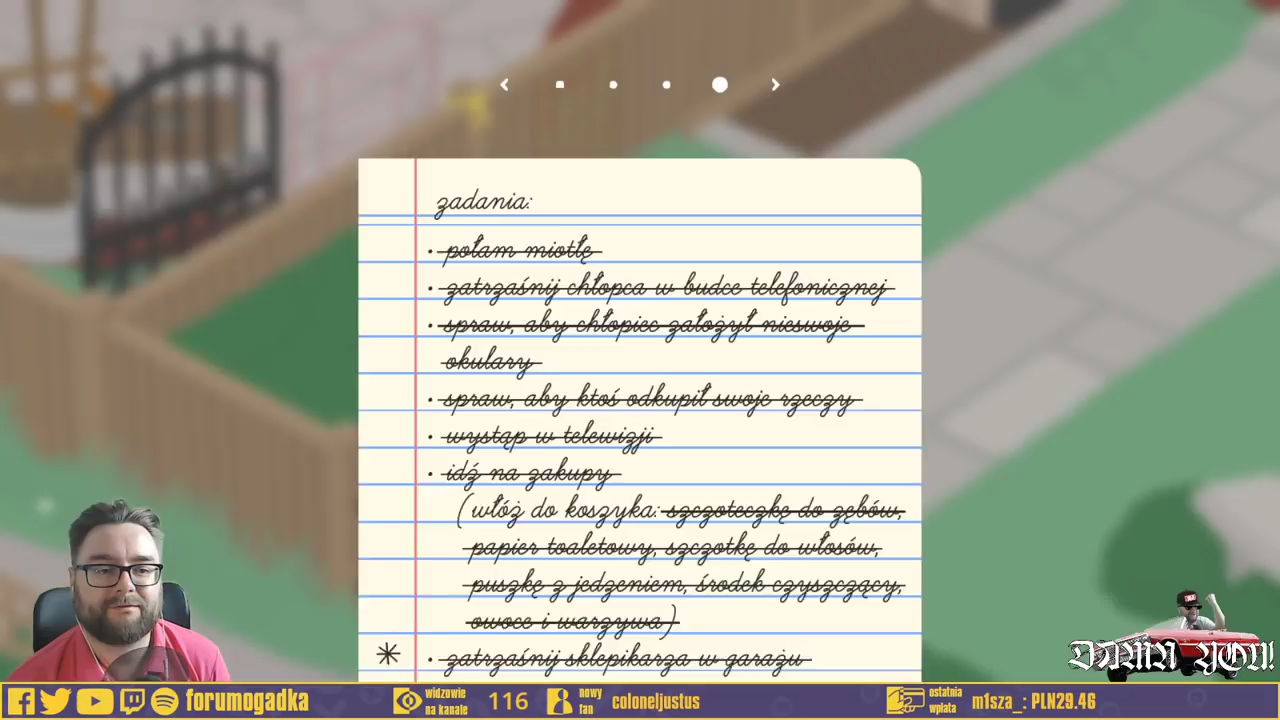 zadania:
• połam miotłę
• zatrzaśnij chłopca w budce telefonicznej
• spraw, aby chłopiec założył nieswoje
okulary
• spraw, aby ktoś odkupił swoje rzeczy
• wystąp w telewizji
• idź na zakupy
(włóż do koszyka: szczoteczkę do zębów,
papier toaletowy, szczotkę do włosów,
puszkę z jedzeniem, środek czyszczący,
owoce i warzywa)
• zatrzaśnij sklepikarza w garażu
DAMN YOU!
forumogadka
widzowie
na kanale
116
nowy
fan
coloneljustus
ostatnia
wpłata
m1sza_: PLN29.46